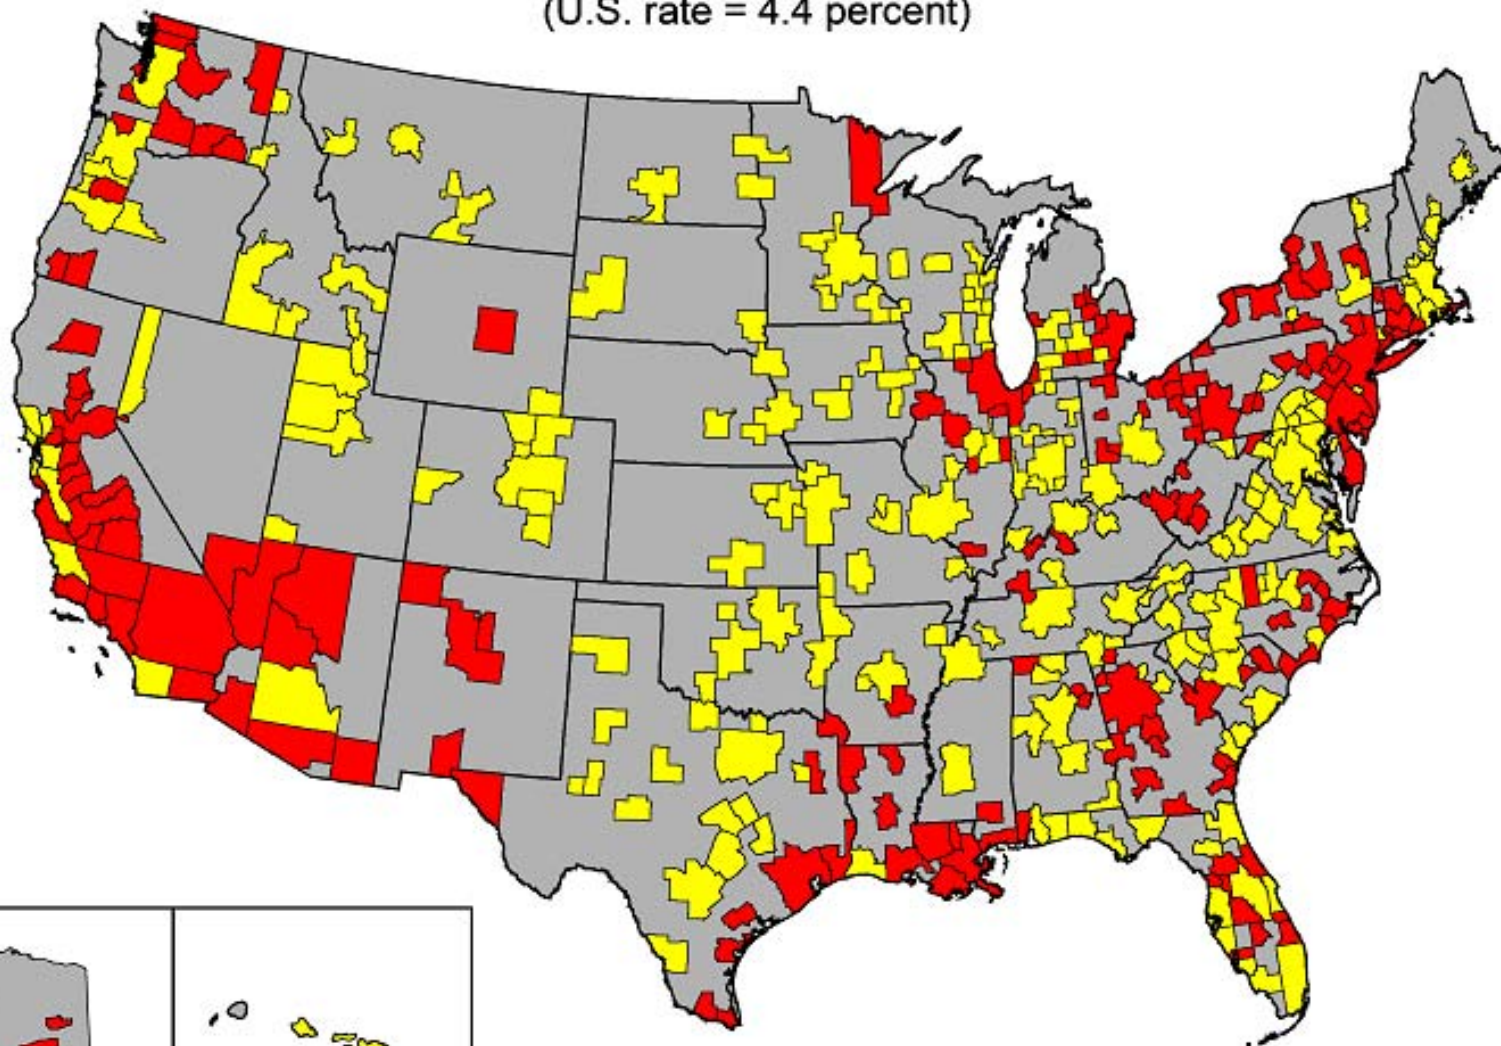 (U.S. rate = 4.4 percent)